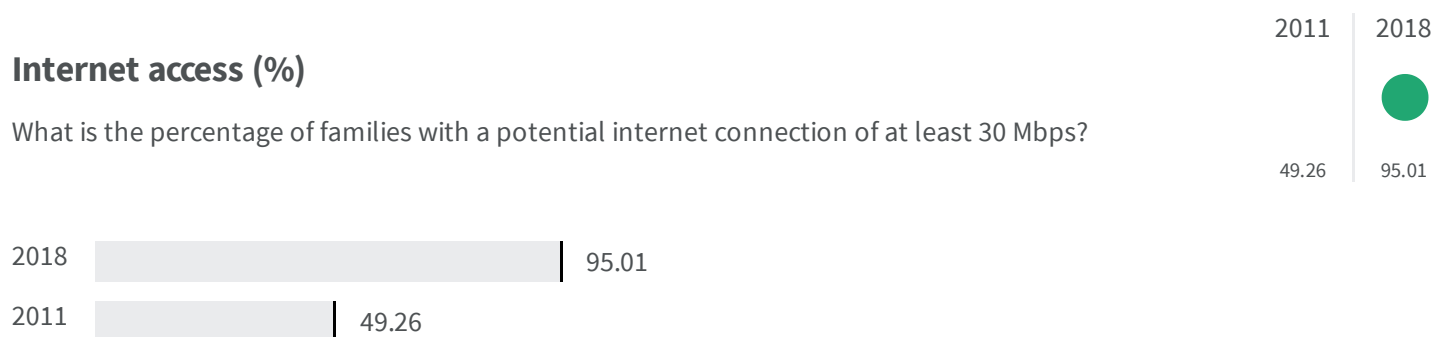 2011 2018
Internet access (%)
What is the percentage of families with a potential internet connection of at least 30 Mbps?
49.26 95.01
2018 95.01
2011 49.26